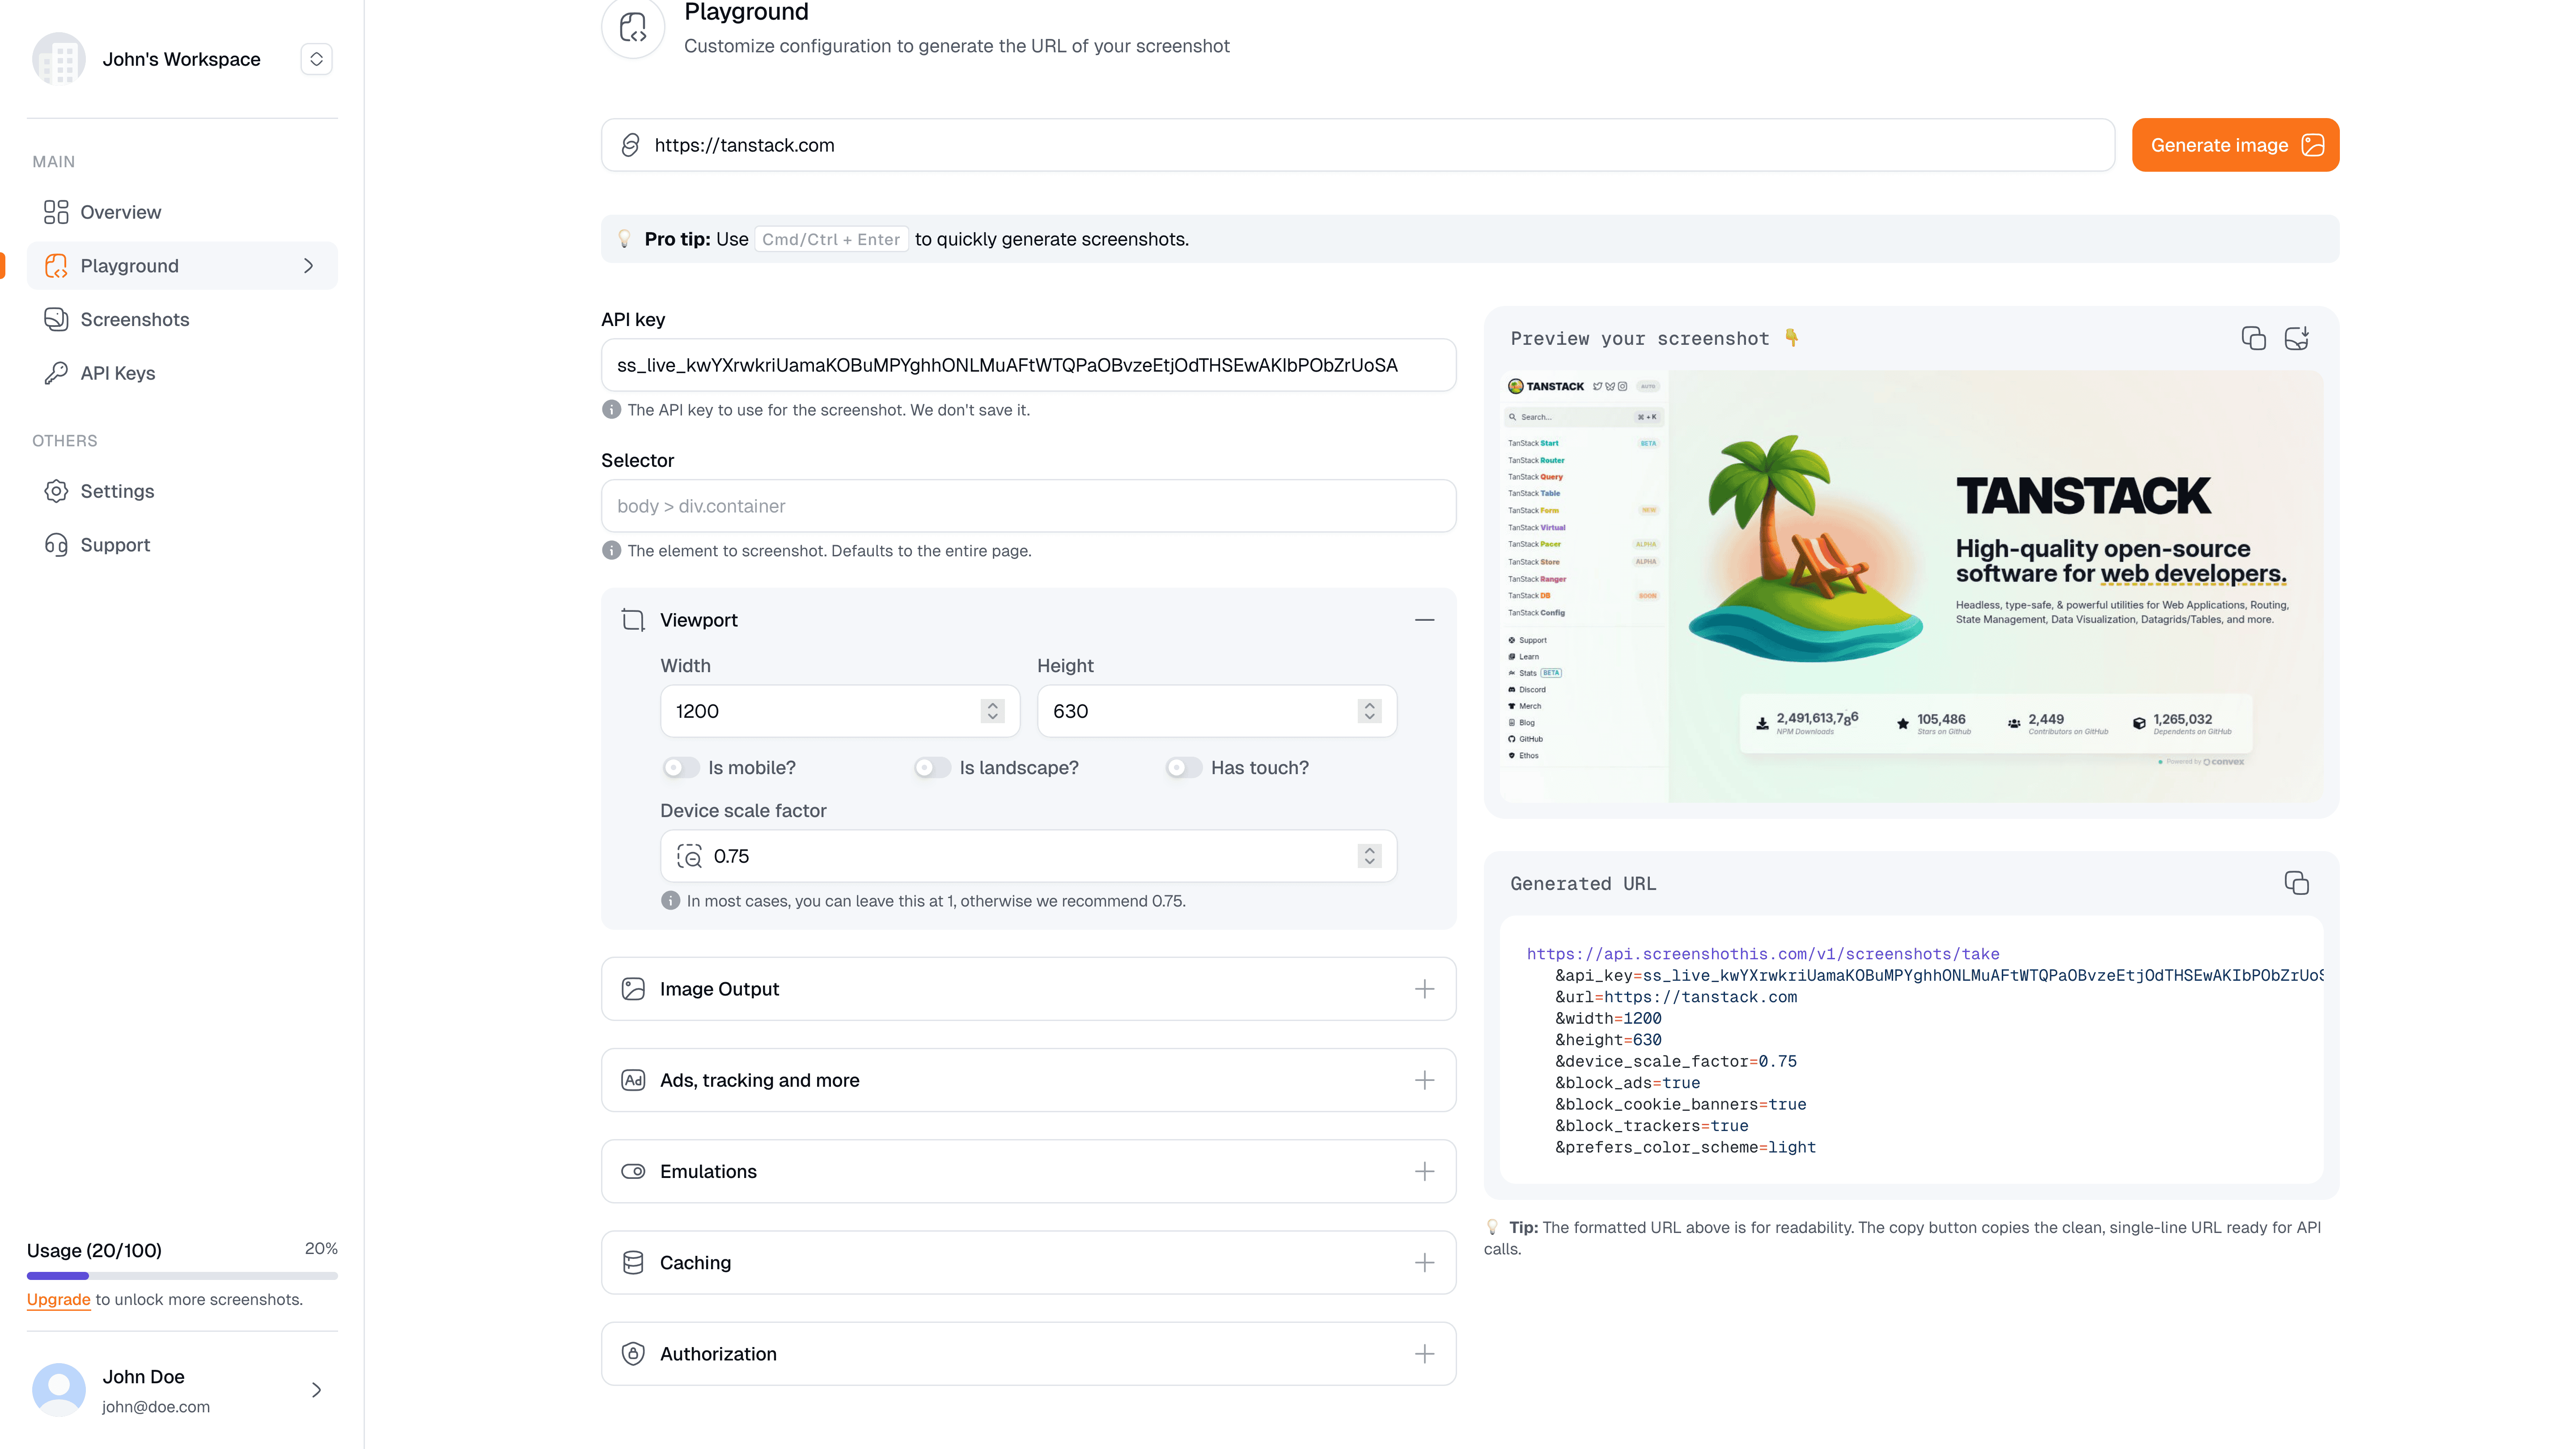 John's Workspace
MAIN
Overview
Playground
Screenshots
API Keys
OTHERS
Settings
Support
Usage (20/100)
20%
Upgrade to unlock more screenshots.
John Doe
john@doe.com
Playground
Customize configuration to generate the URL of your screenshot
https://tanstack.com
Generate image
Pro tip: Use Cmd/Ctrl + Enter to quickly generate screenshots.
API key
ss_live_kwYXrwkriUamaKOBuMPYghhONLMuAFtWTQPaOBvzeEtjOdTHSEwAKIbPObZrUoSA
The API key to use for the screenshot. We don't save it.
Selector
body > div.container
The element to screenshot. Defaults to the entire page.
Viewport
Width
Height
1200
630
Is mobile?
Is landscape?
Has touch?
Device scale factor
0.75
In most cases, you can leave this at 1, otherwise we recommend 0.75.
Image Output
Ad
Ads, tracking and more
Emulations
Caching
Authorization
Preview your screenshot
TANSTACK
AUTO
Search...
⌘ + K
TanStack Start
BETA
TanStack Router
TanStack Query
TanStack Table
TanStack Form
NEW
TanStack Virtual
TanStack Pacer
ALPHA
TanStack Store
ALPHA
TanStack Ranger
TanStack DB
SOON
TanStack Config
Support
Learn
Stats BETA
Discord
Merch
Blog
GitHub
Ethos
TANSTACK
High-quality open-source
software for web developers.
Headless, type-safe, & powerful utilities for Web Applications, Routing,
State Management, Data Visualization, Datagrids/Tables, and more.
2,491,613,786
NPM Downloads
105,486
Stars on Github
2,449
Contributors on GitHub
1,265,032
Dependents on GitHub
Powered by convex
Generated URL
https://api.screenshothis.com/v1/screenshots/take
&api_key=ss_live_kwYXrwkriUamaKOBuMPYghhONLMuAFtWTQPaOBvzeEtjOdTHSEwAKIbPObZrUoS
&url=https://tanstack.com
&width=1200
&height=630
&device_scale_factor=0.75
&block_ads=true
&block_cookie_banners=true
&block_trackers=true
&prefers_color_scheme=light
Tip: The formatted URL above is for readability. The copy button copies the clean, single-line URL ready for API
calls.